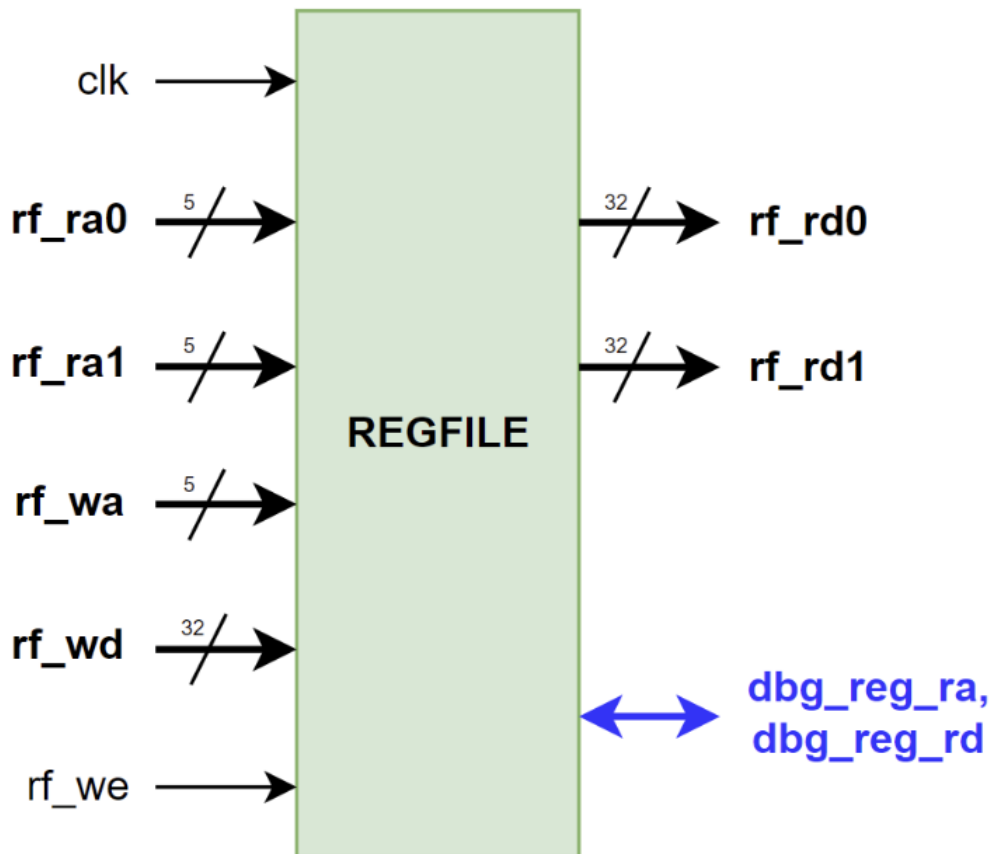 clk
5
rf_ra0
32
rf_rd0
5
rf_ra1
32
rf_rd1
REGFILE
5
rf_wa
32
rf_wd
dbg_reg_ra,
dbg_reg_rd
rf_we